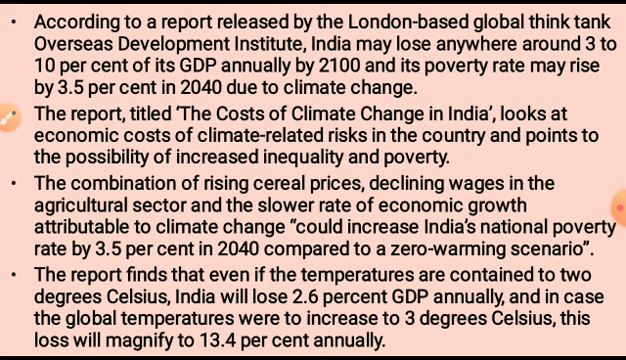 • According to a report released by the London-based global think tank
Overseas Development Institute, India may lose anywhere around 3 to
10 per cent of its GDP annually by 2100 and its poverty rate may rise
by 3.5 per cent in 2040 due to climate change.
The report, titled ‘The Costs of Climate Change in India’, looks at
economic costs of climate-related risks in the country and points to
the possibility of increased inequality and poverty.
• The combination of rising cereal prices, declining wages in the
agricultural sector and the slower rate of economic growth
attributable to climate change “could increase India’s national poverty
rate by 3.5 per cent in 2040 compared to a zero-warming scenario”.
• The report finds that even if the temperatures are contained to two
degrees Celsius, India will lose 2.6 percent GDP annually, and in case
the global temperatures were to increase to 3 degrees Celsius, this
loss will magnify to 13.4 per cent annually.